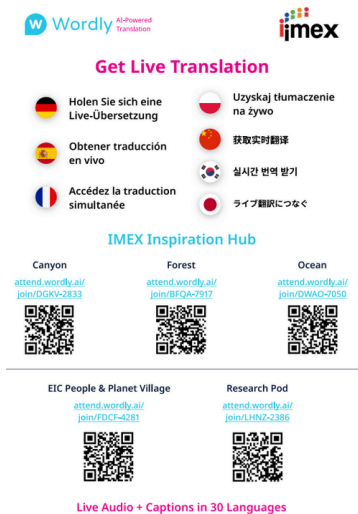 Wordly AI-Powered
Translation
imex
Get Live Translation
Holen Sie sich eine
Live-Übersetzung
Obtener traducción
en vivo
Accédez la traduction
simultanée
Uzyskaj tłumaczenie
na żywo
获取实时翻译
실시간 번역 받기
ライブ翻訳につなぐ
IMEX Inspiration Hub
Canyon
attend.wordly.ai/
join/DGKV-2833
Forest
attend.wordly.ai/
join/BFQA-7917
Ocean
attend.wordly.ai/
join/DWAO-7050
EIC People & Planet Village
attend.wordly.ai/
join/FDCF-4281
Research Pod
attend.wordly.ai/
join/LHNZ-2386
Live Audio + Captions in 30 Languages